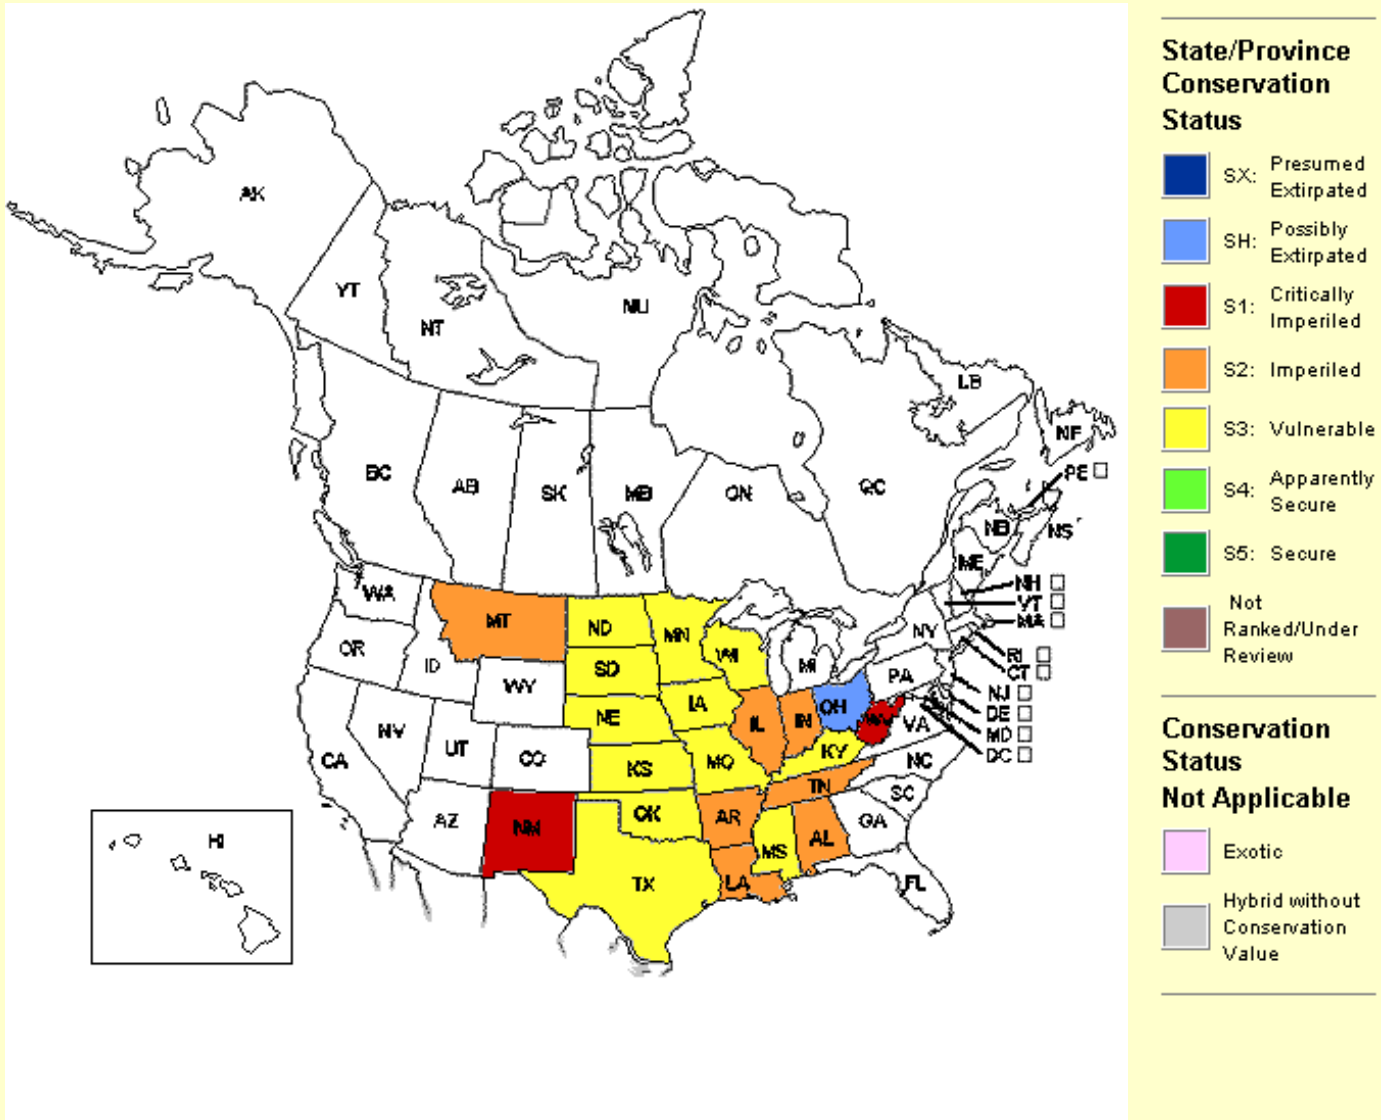 AK
YT
NT
NU
BC
AB
SK
MB
ON
QC
LB
NF
PE
NB
NS
ME
NH
VT
MA
RI
CT
NJ
DE
MD
DC
WA
OR
ID
MT
WY
ND
SD
NE
MN
WI
IA
MI
NY
PA
NV
UT
CO
KS
MO
IL
IN
OH
WV
VA
KY
CA
AZ
NM
OK
AR
TN
NC
SC
GA
AL
MS
LA
TX
FL
HI
State/Province
Conservation
Status
SX: Presumed
Extirpated
SH: Possibly
Extirpated
S1: Critically
Imperiled
S2: Imperiled
S3: Vulnerable
S4: Apparently
Secure
S5: Secure
Not
Ranked/Under
Review
Conservation
Status
Not Applicable
Exotic
Hybrid without
Conservation
Value